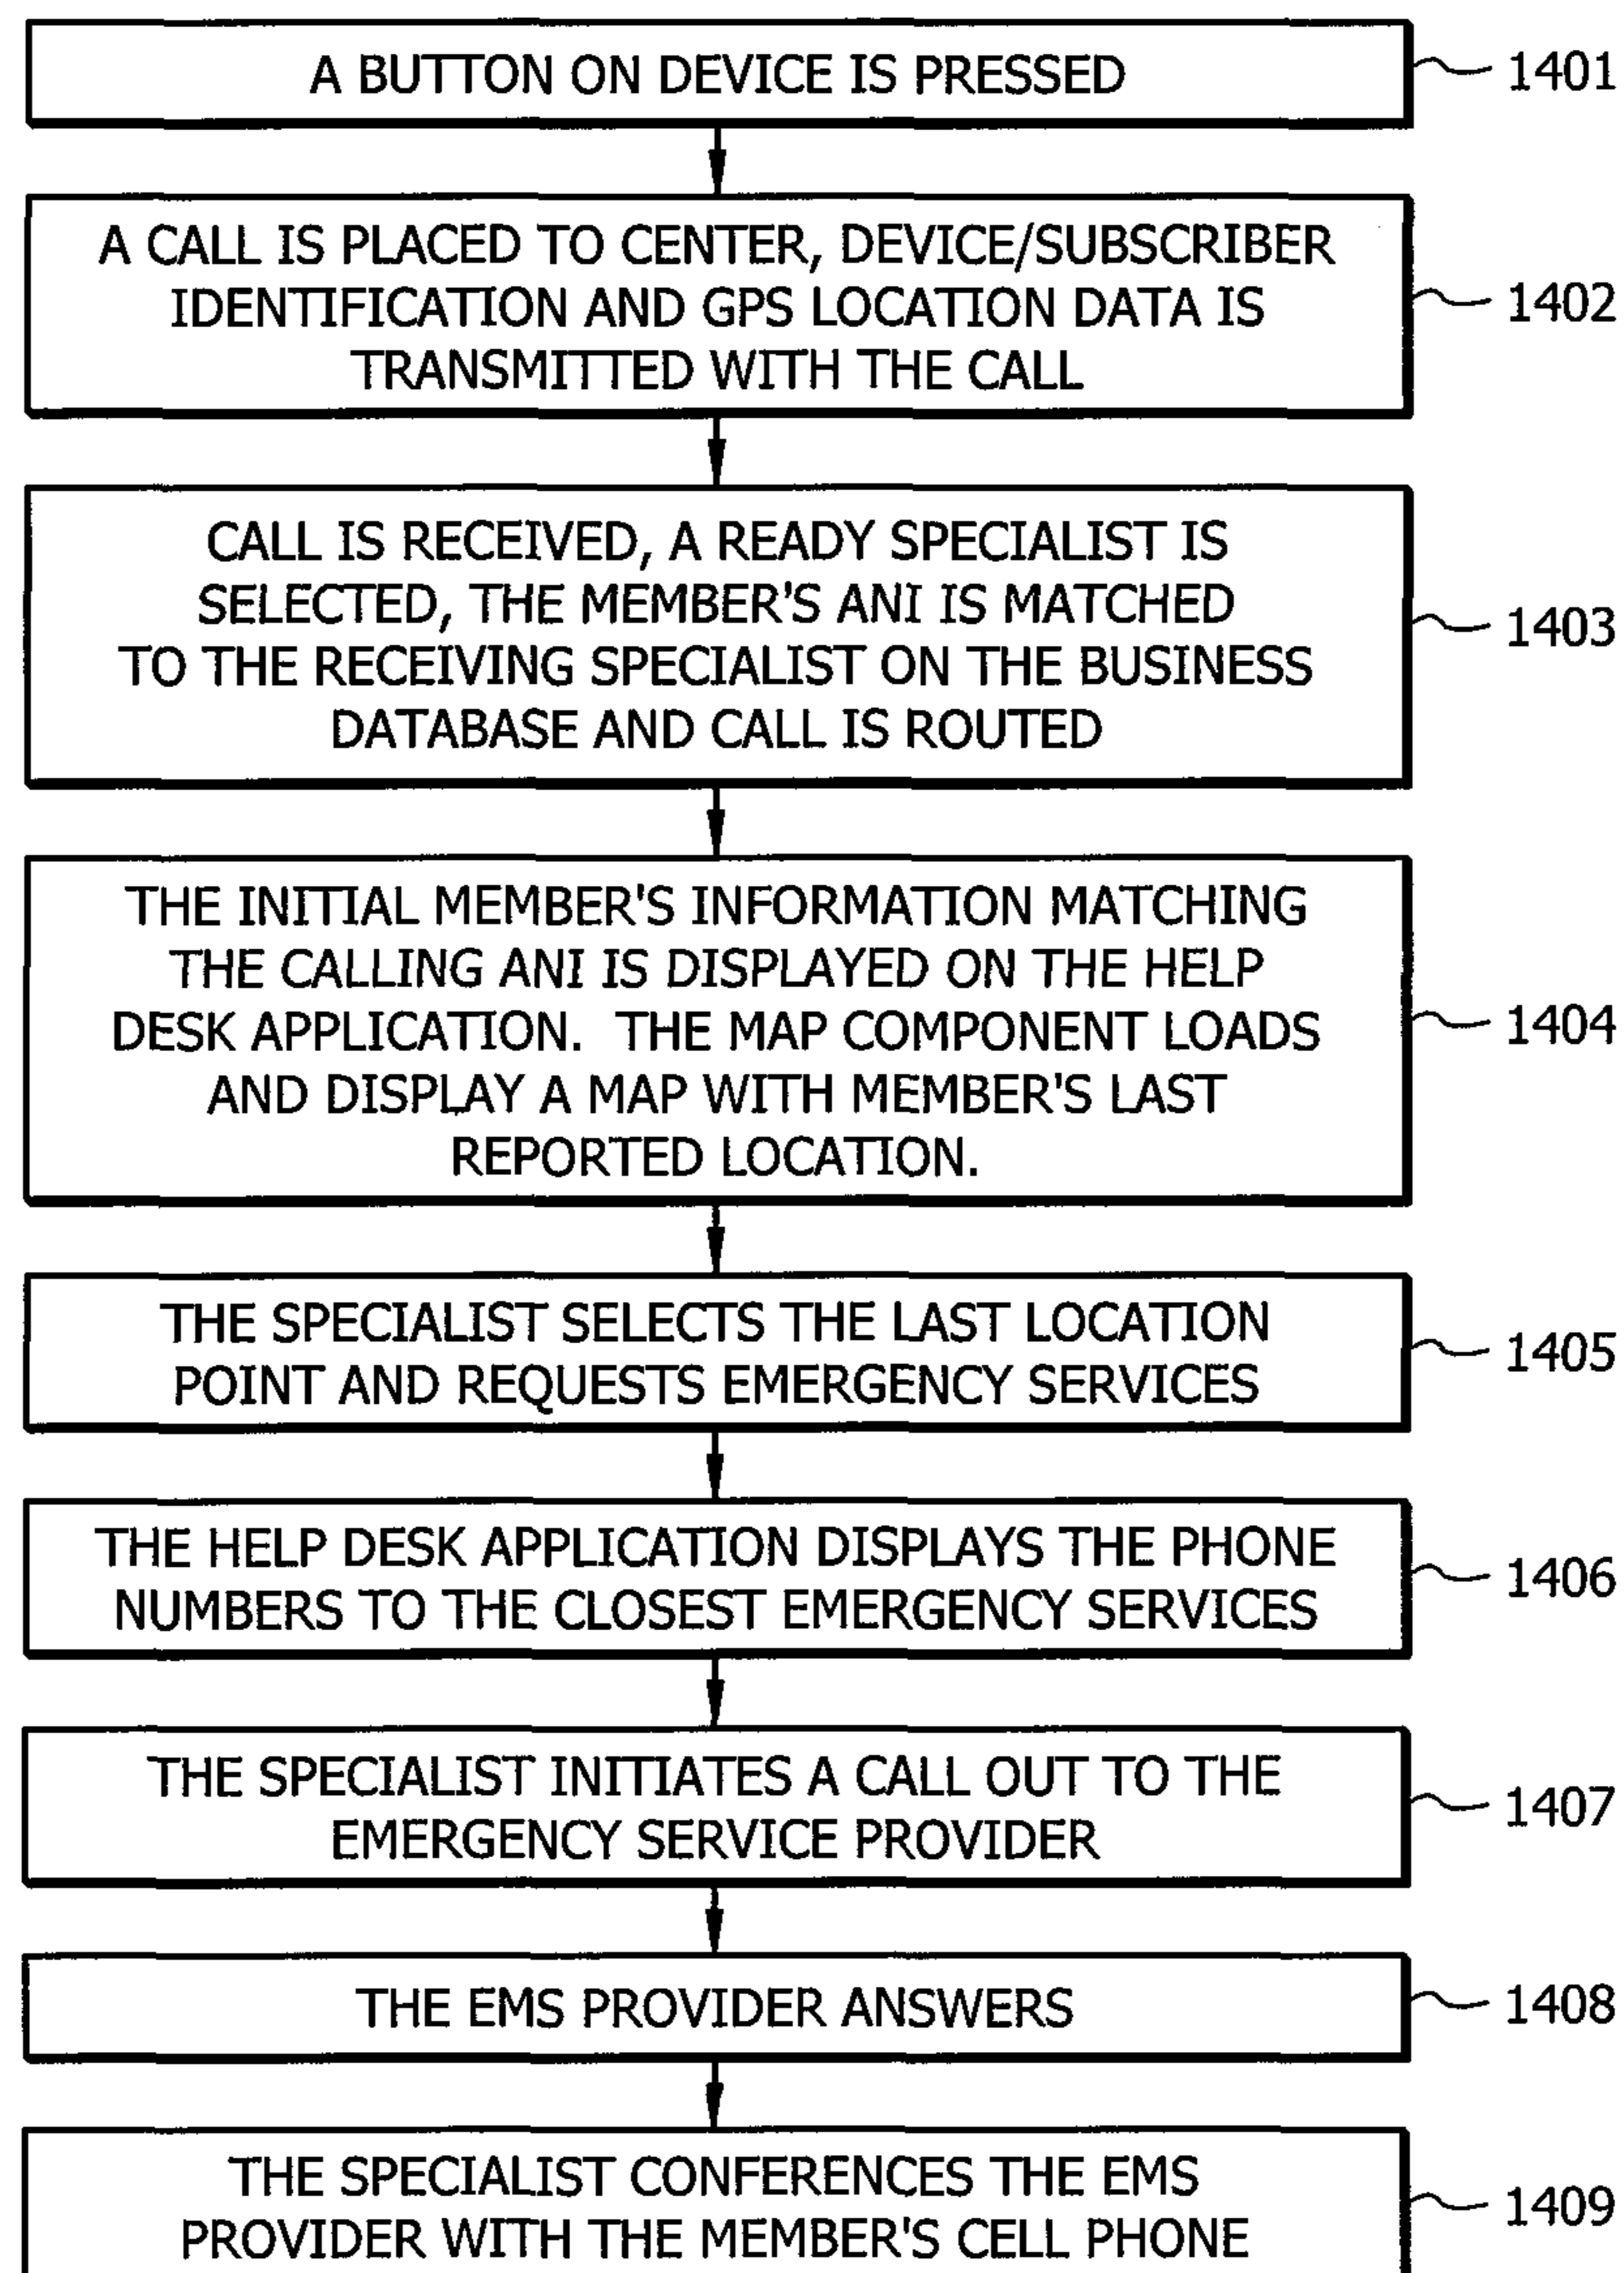 A BUTTON ON DEVICE IS PRESSED
1401
A CALL IS PLACED TO CENTER, DEVICE/SUBSCRIBER
IDENTIFICATION AND GPS LOCATION DATA IS
TRANSMITTED WITH THE CALL
1402
CALL IS RECEIVED, A READY SPECIALIST IS
SELECTED, THE MEMBER'S ANI IS MATCHED
TO THE RECEIVING SPECIALIST ON THE BUSINESS
DATABASE AND CALL IS ROUTED
1403
THE INITIAL MEMBER'S INFORMATION MATCHING
THE CALLING ANI IS DISPLAYED ON THE HELP
DESK APPLICATION. THE MAP COMPONENT LOADS
AND DISPLAY A MAP WITH MEMBER'S LAST
REPORTED LOCATION.
1404
THE SPECIALIST SELECTS THE LAST LOCATION
POINT AND REQUESTS EMERGENCY SERVICES
1405
THE HELP DESK APPLICATION DISPLAYS THE PHONE
NUMBERS TO THE CLOSEST EMERGENCY SERVICES
1406
THE SPECIALIST INITIATES A CALL OUT TO THE
EMERGENCY SERVICE PROVIDER
1407
THE EMS PROVIDER ANSWERS
1408
THE SPECIALIST CONFERENCES THE EMS
PROVIDER WITH THE MEMBER'S CELL PHONE
1409